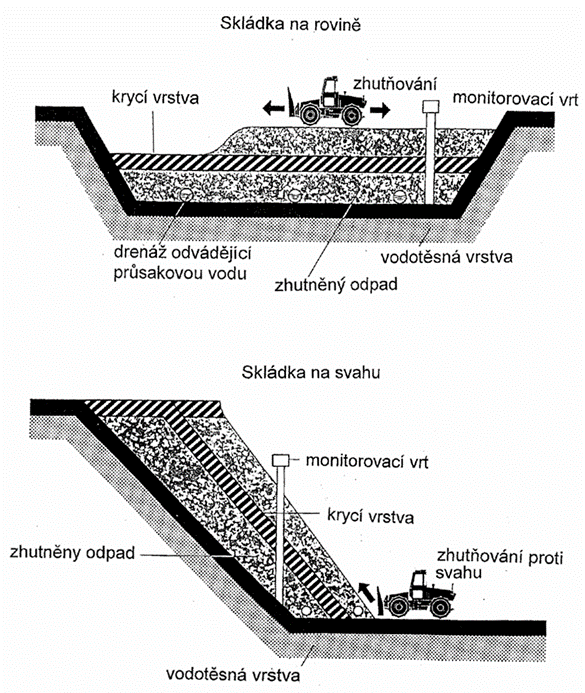 Skládka na rovině
krycí vrstva
zhutňování
monitorovací vrt
drenáž odvádějící
průsakovou vodu
zhutněný odpad
vodotěsná vrstva
Skládka na svahu
monitorovací vrt
krycí vrstva
zhutněny odpad
zhutňování proti
svahu
vodotěsná vrstva